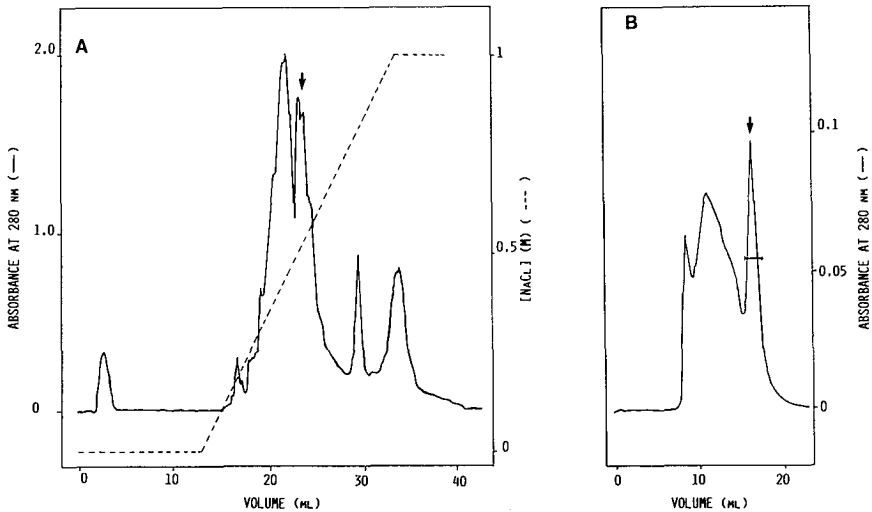 A
2.0
1.0
0
ABSORBANCE AT 280 NM (—)
0 10 20 30 40
VOLUME (ML)
1
0.5
0
[NACL] (M) (---)
B
0 10 20
VOLUME (ML)
0.1
0.05
0
ABSORBANCE AT 280 NM (—)